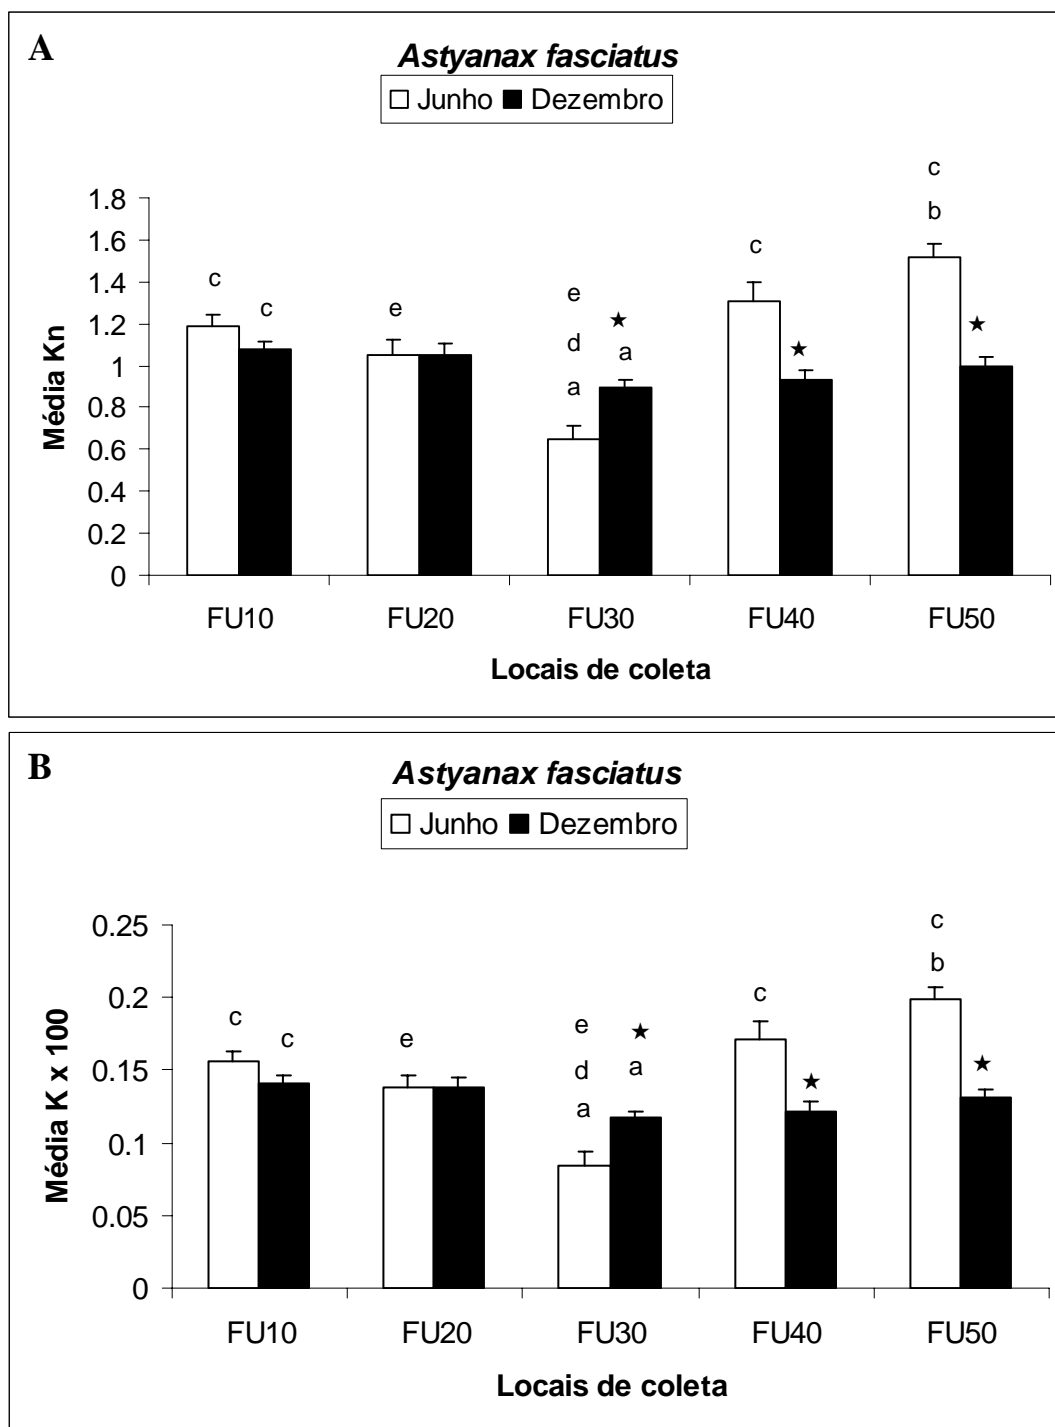 A
Astyanax fasciatus
Junho Dezembro
c
1.8
b
1.6
c
c
1.4
e
c
e
★
1.2
d
★
a
★
1
a
0.8
0.6
0.4
0.2
0
Média Kn
FU10 FU20 FU30 FU40 FU50
Locais de coleta
B
Astyanax fasciatus
Junho Dezembro
c
0.25
b
c
0.2
c
e
★
c
e
d
a
★
★
0.15
a
0.1
0.05
0
Média K x 100
FU10 FU20 FU30 FU40 FU50
Locais de coleta